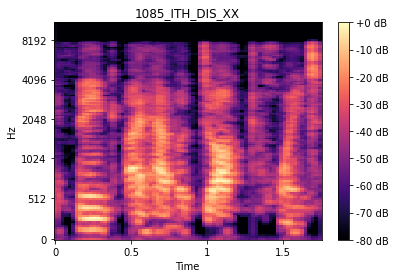 1085_ITH_DIS_XX
8192
4096
2048
1024
512
0
Hz
0
0.5
1
1.5
Time
+0 dB
-10 dB
-20 dB
-30 dB
-40 dB
-50 dB
-60 dB
-70 dB
-80 dB